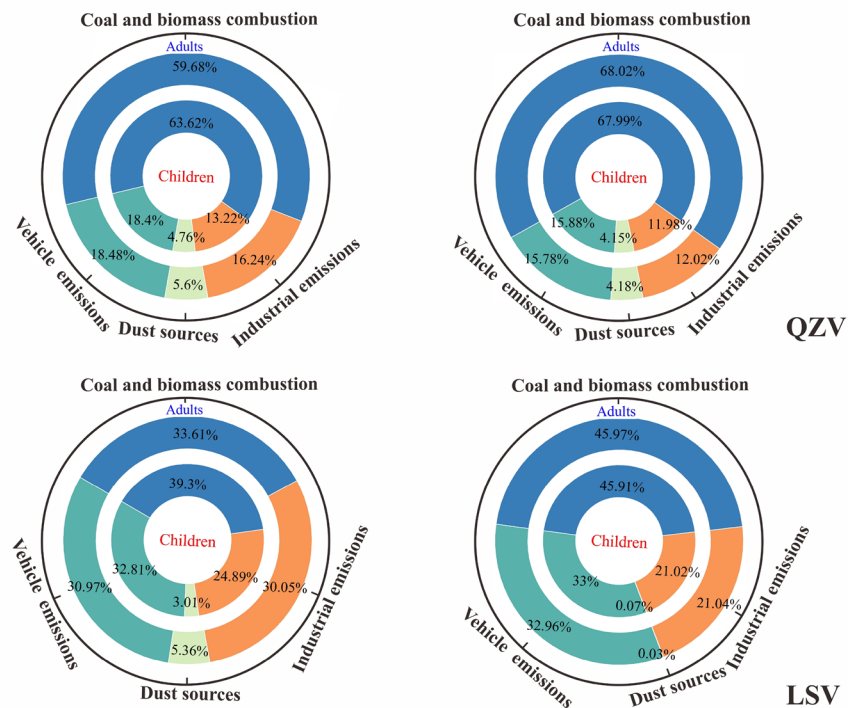 Coal and biomass combustion
Adults
59.68%
63.62%
Children
18.4%
13.22%
4.76%
18.48%
16.24%
5.6%
Vehicle emissions
Dust sources
Industrial emissions
Coal and biomass combustion
Adults
68.02%
67.99%
Children
15.88%
11.98%
4.15%
15.78%
12.02%
4.18%
Vehicle emissions
Dust sources
Industrial emissions
QZV
Coal and biomass combustion
Adults
33.61%
39.3%
Children
32.81%
24.89%
3.01%
30.97%
30.05%
5.36%
Vehicle emissions
Dust sources
Industrial emissions
Coal and biomass combustion
Adults
45.97%
45.91%
Children
33%
21.02%
0.07%
32.96%
21.04%
0.03%
Vehicle emissions
Dust sources
Industrial emissions
LSV